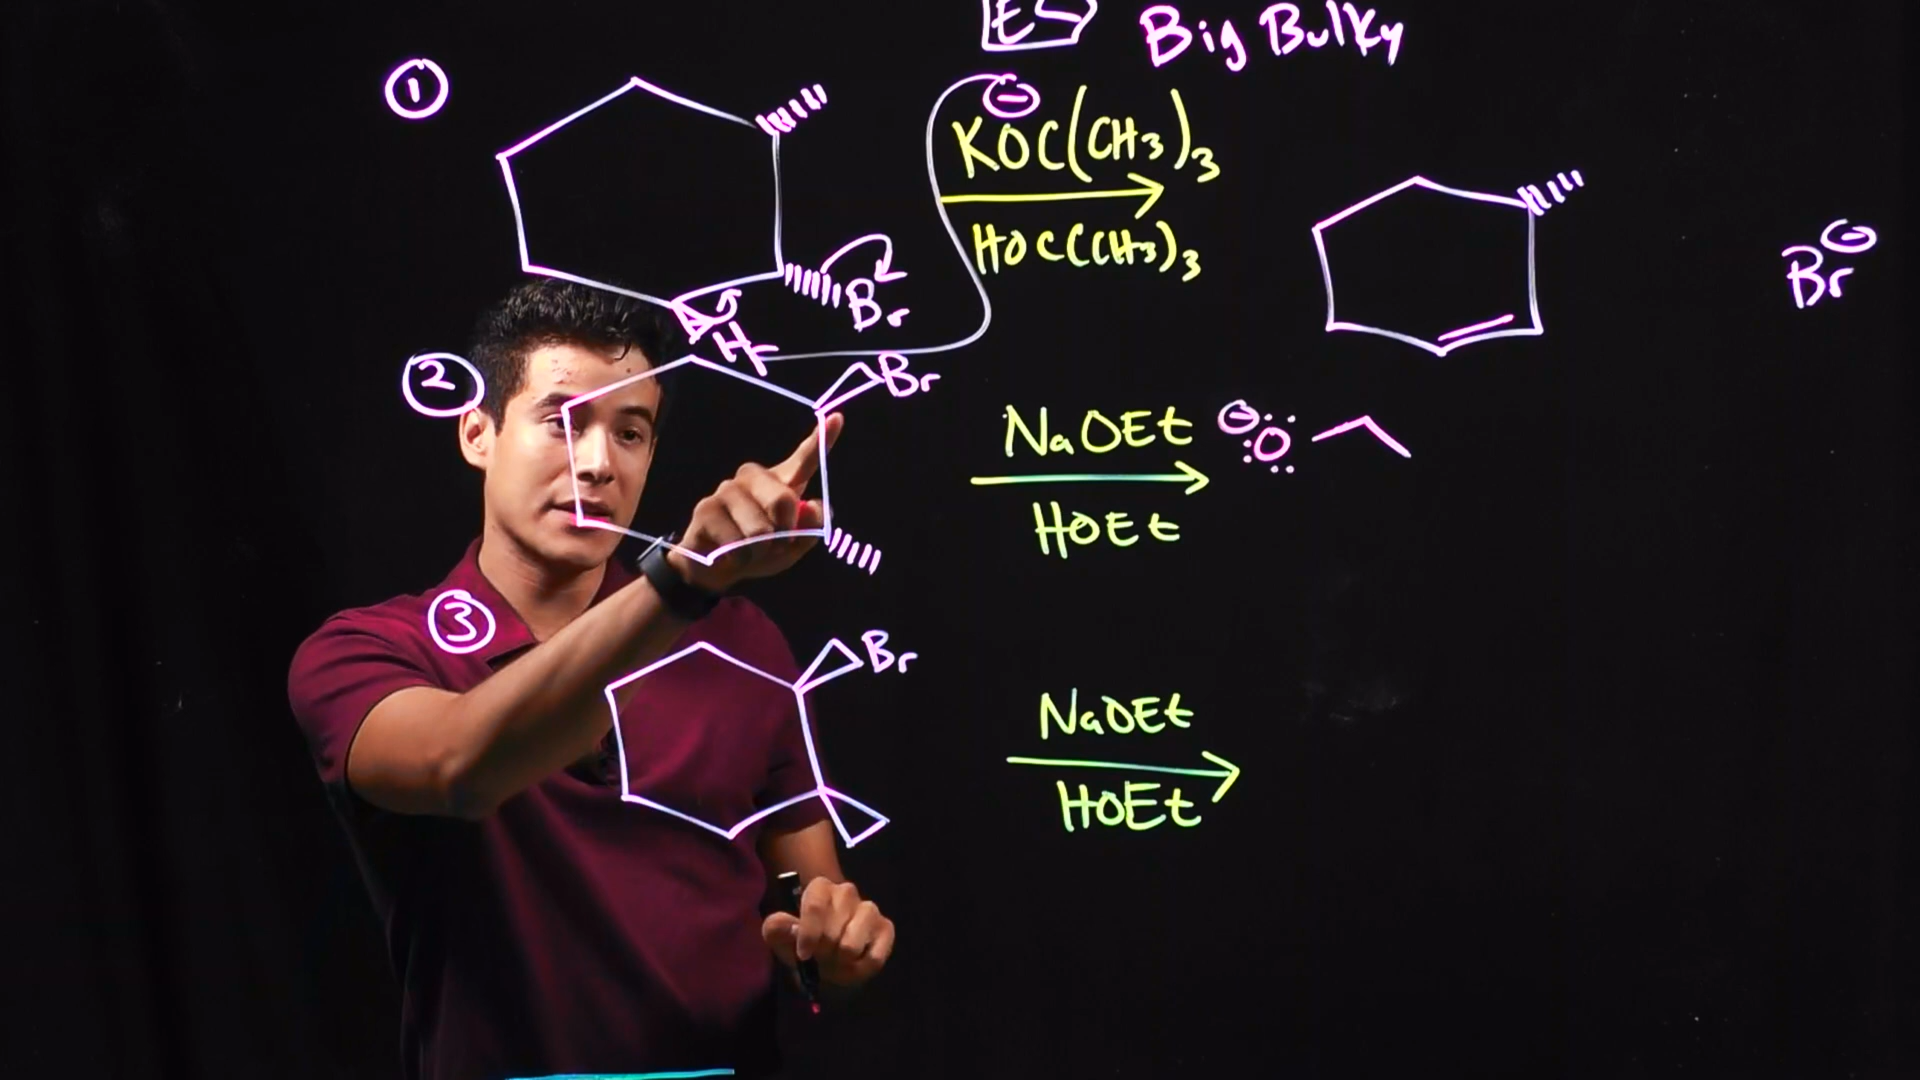 E2 Big Bulky
①
⊖
KOC(CH₃)₃
HOC(CH₃)₃
Br
H
Br⊖
②
Br
NaOEt
⊖O
HOEt
③
Br
NaOEt
HOEt